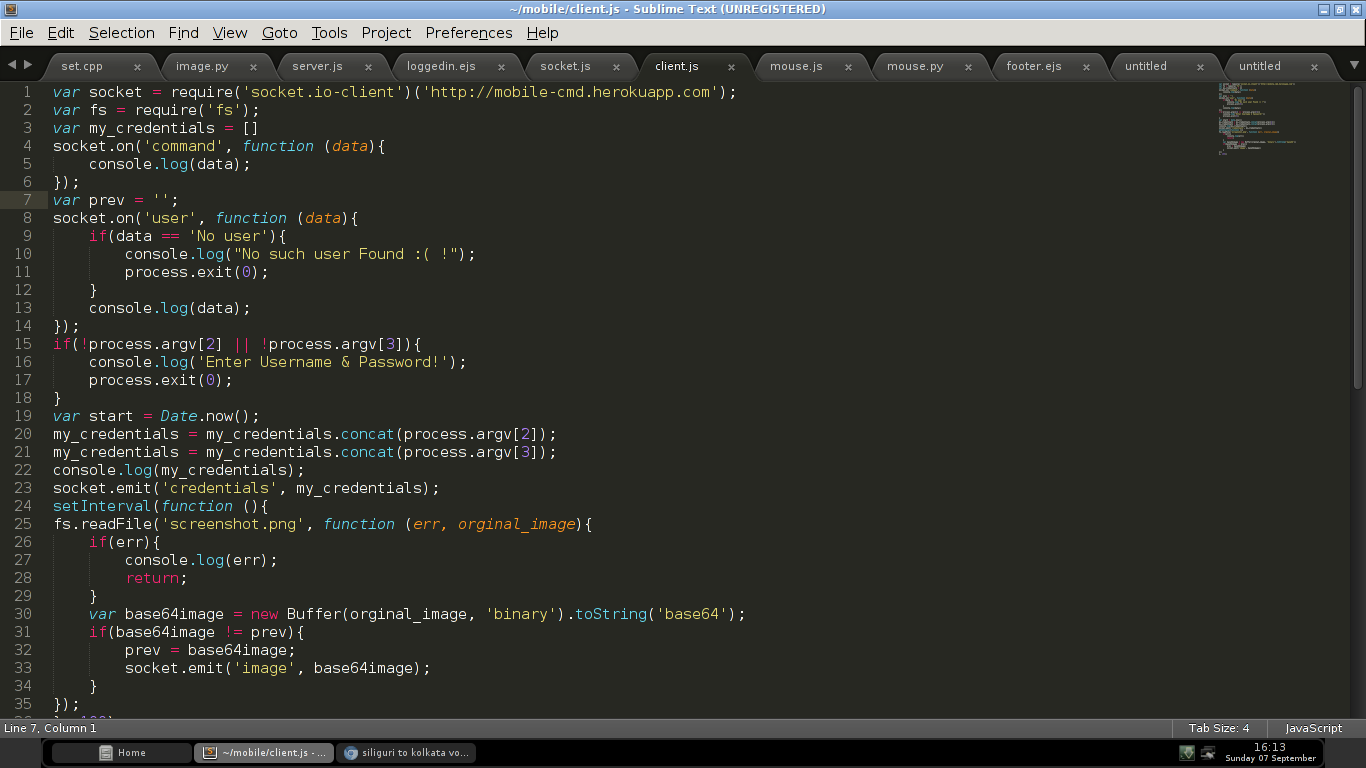 ~/mobile/client.js - Sublime Text (UNREGISTERED)
File Edit Selection Find View Goto Tools Project Preferences Help
set.cpp image.py server.js loggedin.ejs socket.js client.js mouse.js mouse.py footer.ejs untitled untitled
1 var socket = require('socket.io-client')('http://mobile-cmd.herokuapp.com');
2 var fs = require('fs');
3 var my_credentials = []
4 socket.on('command', function (data){
5 console.log(data);
6 });
7 var prev = '';
8 socket.on('user', function (data){
9 if(data == 'No user'){
10 console.log("No such user Found :( !");
11 process.exit(0);
12 }
13 console.log(data);
14 });
15 if(!process.argv[2] || !process.argv[3]){
16 console.log('Enter Username & Password!');
17 process.exit(0);
18 }
19 var start = Date.now();
20 my_credentials = my_credentials.concat(process.argv[2]);
21 my_credentials = my_credentials.concat(process.argv[3]);
22 console.log(my_credentials);
23 socket.emit('credentials', my_credentials);
24 setInterval(function (){
25 fs.readFile('screenshot.png', function (err, orginal_image){
26 if(err){
27 console.log(err);
28 return;
29 }
30 var base64image = new Buffer(orginal_image, 'binary').toString('base64');
31 if(base64image != prev){
32 prev = base64image;
33 socket.emit('image', base64image);
34 }
35 });
Line 7, Column 1 Tab Size: 4 JavaScript
Home ~/mobile/client.js - ... siliguri to kolkata vo... 16:13
Sunday 07 September